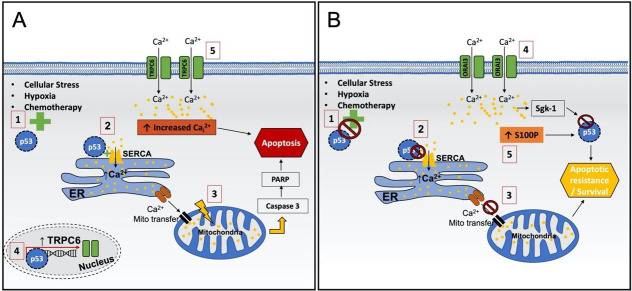 A
Ca²⁺ Ca²⁺
5
TRPC6 TRPC6
• Cellular Stress
• Hypoxia
• Chemotherapy
Ca²⁺ Ca²⁺
1
p53
↑ Increased Caᵢ²⁺
2
p53
SERCA
Apoptosis
↑Ca²⁺
PARP
ER
3
Ca²⁺
Mito transfer
Caspase 3
Mitochondria
4
↑ TRPC6
p53
Nucleus
B
Ca²⁺ Ca²⁺
4
ORAI3 ORAI3
• Cellular Stress
• Hypoxia
• Chemotherapy
Ca²⁺ Ca²⁺
Sgk-1
1
p53
↑ S100P
p53
2
p53
SERCA
5
↑Ca²⁺
Apoptotic
resistance
/ Survival
ER
3
Ca²⁺
Mito transfer
Mitochondria